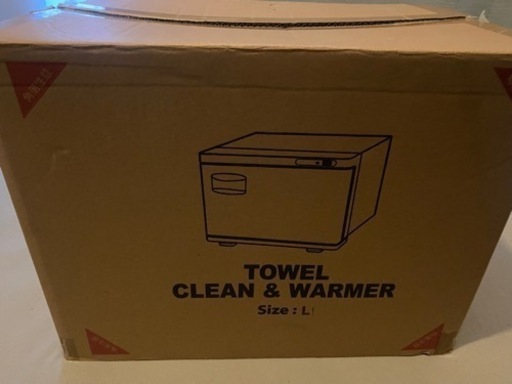 TOWEL
CLEAN & WARMER
Size : L